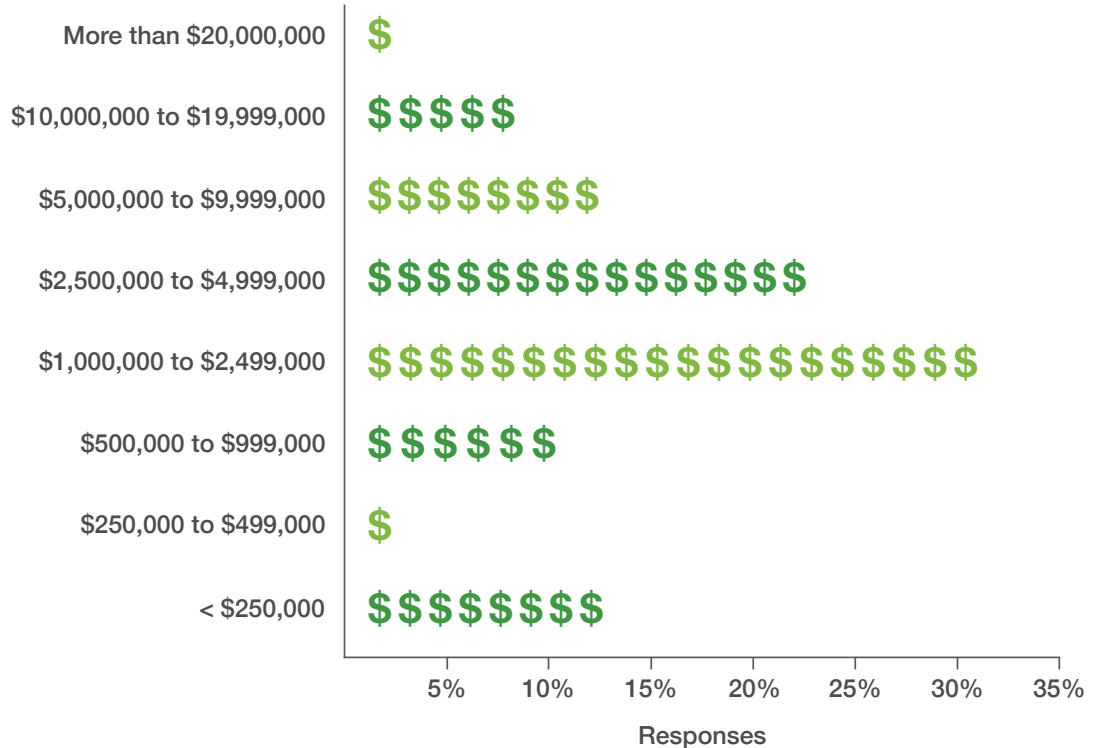 More than $20,000,000 $
$10,000,000 to $19,999,000 $$$$$
$5,000,000 to $9,999,000 $$$$$$$$
$2,500,000 to $4,999,000 $$$$$$$$$$$$$$$
$1,000,000 to $2,499,000 $$$$$$$$$$$$$$$$$$$$
$500,000 to $999,000 $$$$$$
$250,000 to $499,000 $
< $250,000 $$$$$$$$
5% 10% 15% 20% 25% 30% 35%
Responses